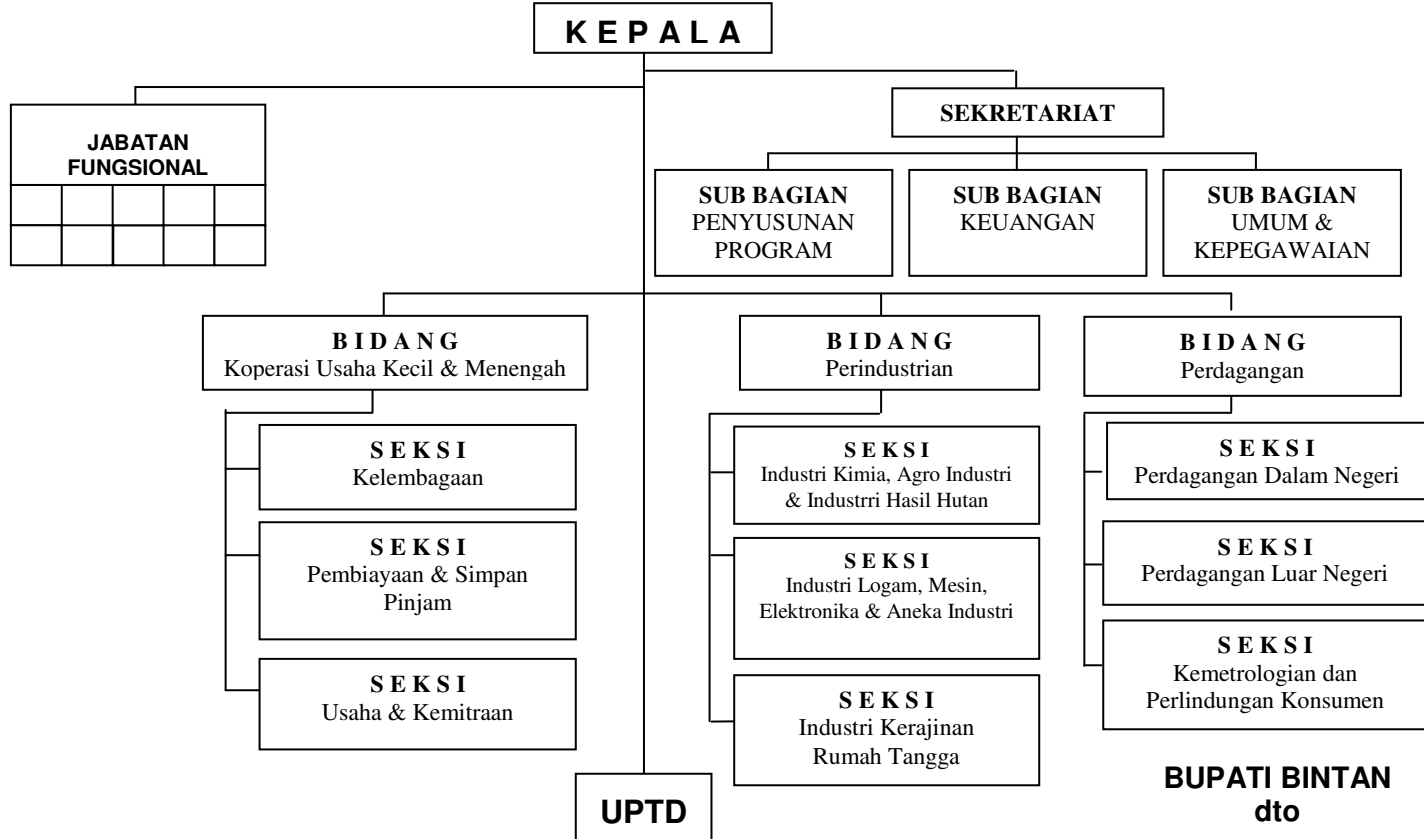 K E P A L A
JABATAN
FUNGSIONAL
SEKRETARIAT
SUB BAGIAN
PENYUSUNAN
PROGRAM
SUB BAGIAN
KEUANGAN
SUB BAGIAN
UMUM &
KEPEGAWAIAN
B I D A N G
Koperasi Usaha Kecil & Menengah
S E K S I
Kelembagaan
S E K S I
Pembiayaan & Simpan
Pinjam
S E K S I
Usaha & Kemitraan
B I D A N G
Perindustrian
S E K S I
Industri Kimia, Agro Industri
& Industrri Hasil Hutan
S E K S I
Industri Logam, Mesin,
Elektronika & Aneka Industri
S E K S I
Industri Kerajinan
Rumah Tangga
B I D A N G
Perdagangan
S E K S I
Perdagangan Dalam Negeri
S E K S I
Perdagangan Luar Negeri
S E K S I
Kemetrologian dan
Perlindungan Konsumen
UPTD
BUPATI BINTAN
dto